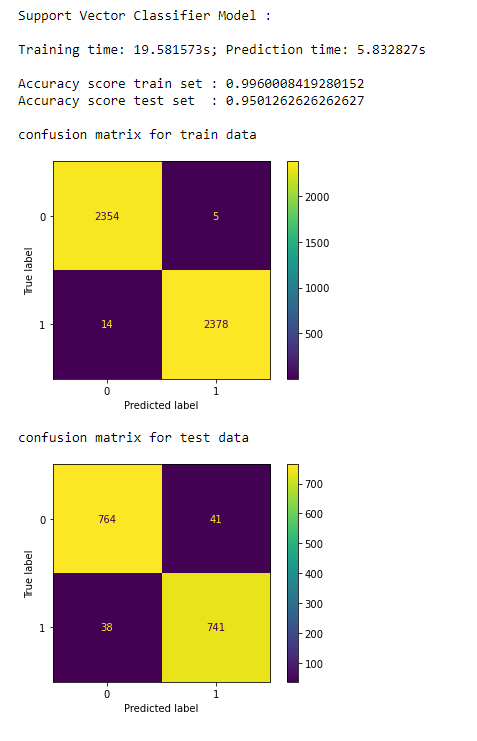 Support Vector Classifier Model :
Training time: 19.581573s; Prediction time: 5.832827s
Accuracy score train set : 0.9960008419280152
Accuracy score test set  : 0.9501262626262627
confusion matrix for train data
0
2354
5
1
14
2378
0
1
True label
Predicted label
2000
1500
1000
500
confusion matrix for test data
0
764
41
1
38
741
0
1
True label
Predicted label
700
600
500
400
300
200
100